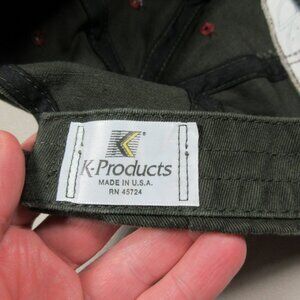 K-Products
MADE IN U.S.A.
RN 45724